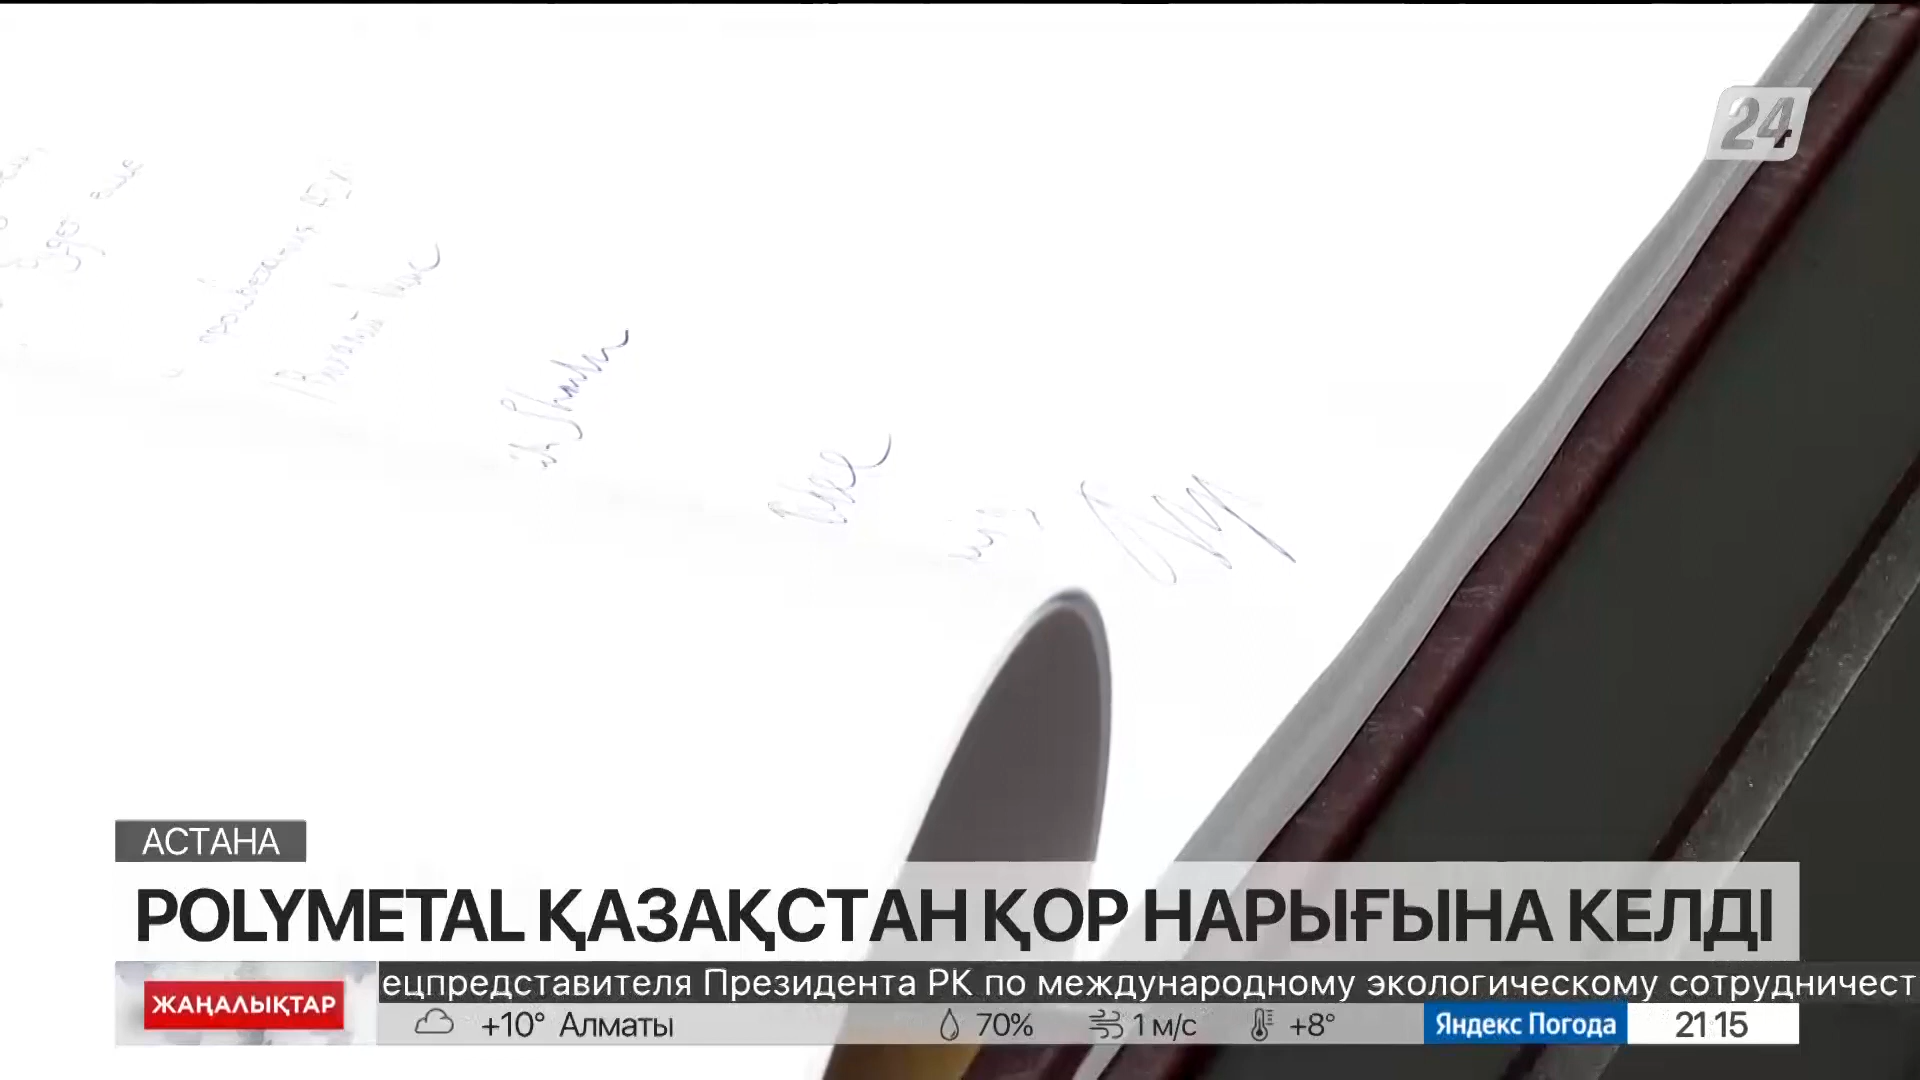 24
АСТАНА
POLYMETAL ҚАЗАҚСТАН ҚОР НАРЫҒЫНА КЕЛДІ
ЖАҢАЛЫҚТАР
ецпредставителя Президента РК по международному экологическому сотрудничест
+10° Алматы 70% 1 м/с +8° Яндекс Погода 21 15